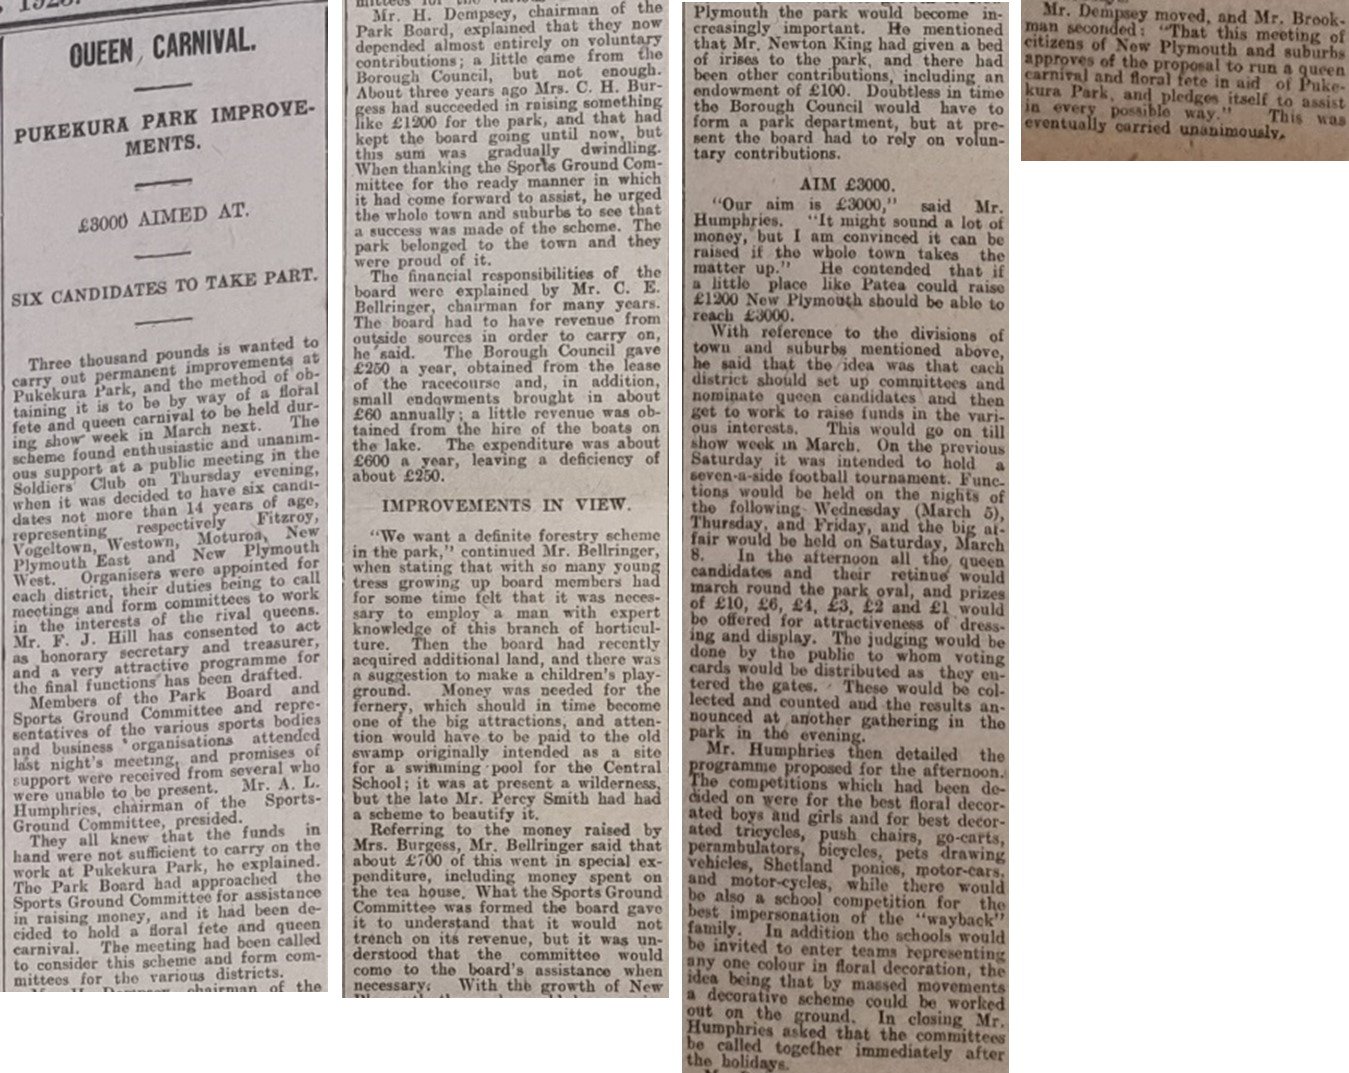 1923.
QUEEN CARNIVAL.
PUKEKURA PARK IMPROVE-
MENTS.
£3000 AIMED AT.
SIX CANDIDATES TO TAKE PART.
Three thousand pounds is wanted to
carry out permanent improvements at
Pukekura Park, and the method of ob-
taining it is to be by way of a floral
fete and queen carnival to be held dur-
ing show week in March next. The
scheme found enthusiastic and unanim-
ous support at a public meeting in the
Soldiers' Club on Thursday evening,
when it was decided to have six candi-
dates not more than 14 years of age,
representing respectively Fitzroy,
Vogeltown, Westown, Moturoa, New
Plymouth East and New Plymouth
West. Organisers were appointed for
each district, their duties being to call
meetings and form committees to work
in the interests of the rival queens.
Mr. F. J. Hill has consented to act
as honorary secretary and treasurer,
and a very attractive programme for
the final functions has been drafted.
Members of the Park Board and
Sports Ground Committee and repre-
sentatives of the various sports bodies
and business organisations attended
last night's meeting, and promises of
support were received from several who
were unable to be present. Mr. A. L.
Humphries, chairman of the Sports-
Ground Committee, presided.
They all knew that the funds in
hand were not sufficient to carry on the
work at Pukekura Park, he explained.
The Park Board had approached the
Sports Ground Committee for assistance
in raising money, and it had been de-
cided to hold a floral fete and queen
carnival. The meeting had been called
to consider this scheme and form com-
mittees for the various districts.
Mr. H. Dempsey, chairman of the
Mr. H. Dempsey, chairman of the
Park Board, explained that they now
depended almost entirely on voluntary
contributions; a little came from the
Borough Council, but not enough.
About three years ago Mrs. C. H. Bur-
gess had succeeded in raising something
like £1200 for the park, and that had
kept the board going until now, but
this sum was gradually dwindling.
When thanking the Sports Ground Com-
mittee for the ready manner in which
it had come forward to assist, he urged
the whole town and suburbs to see that
a success was made of the scheme. The
park belonged to the town and they
were proud of it.
The financial responsibilities of the
board were explained by Mr. C. E.
Bellringer, chairman for many years.
The board had to have revenue from
outside sources in order to carry on,
he said. The Borough Council gave
£250 a year, obtained from the lease
of the racecourse and, in addition,
small endowments brought in about
£60 annually; a little revenue was ob-
tained from the hire of the boats on
the lake. The expenditure was about
£600 a year, leaving a deficiency of
about £250.
IMPROVEMENTS IN VIEW.
"We want a definite forestry scheme
in the park," continued Mr. Bellringer,
when stating that with so many young
tress growing up board members had
for some time felt that it was neces-
sary to employ a man with expert
knowledge of this branch of horticul-
ture. Then the board had recently
acquired additional land, and there was
a suggestion to make a children's play-
ground. Money was needed for the
fernery, which should in time become
one of the big attractions, and atten-
tion would have to be paid to the old
swamp originally intended as a site
for a swimming pool for the Central
School; it was at present a wilderness,
but the late Mr. Percy Smith had had
a scheme to beautify it.
Referring to the money raised by
Mrs. Burgess, Mr. Bellringer said that
about £700 of this went in special ex-
penditure, including money spent on
the tea house. What the Sports Ground
Committee was formed the board gave
it to understand that it would not
trench on its revenue, but it was un-
derstood that the committee would
come to the board's assistance when
necessary. With the growth of New
Plymouth the park would become in-
creasingly important. He mentioned
that Mr. Newton King had given a bed
of irises to the park, and there had
been other contributions, including an
endowment of £100. Doubtless in time
the Borough Council would have to
form a park department, but at pre-
sent the board had to rely on volun-
tary contributions.
AIM £3000.
"Our aim is £3000," said Mr.
Humphries. "It might sound a lot of
money, but I am convinced it can be
raised if the whole town takes the
matter up." He contended that if
a little place like Patea could raise
£1200 New Plymouth should be able to
reach £3000.
With reference to the divisions of
town and suburbs mentioned above,
he said that the idea was that each
district should set up committees and
nominate queen candidates and then
get to work to raise funds in the vari-
ous interests. This would go on till
show week in March. On the previous
Saturday it was intended to hold a
seven-a-side football tournament. Func-
tions would be held on the nights of
the following Wednesday (March 5),
Thursday, and Friday, and the big af-
fair would be held on Saturday, March
8. In the afternoon all the queen
candidates and their retinue would
march round the park oval, and prizes
of £10, £6, £4, £3, £2 and £1 would
be offered for attractiveness of dress-
ing and display. The judging would be
done by the public to whom voting
cards would be distributed as they en-
tered the gates. These would be col-
lected and counted and the results an-
nounced at another gathering in the
park in the evening.
Mr. Humphries then detailed the
programme proposed for the afternoon.
The competitions which had been de-
cided on were for the best floral decor-
ated boys and girls and for best decor-
ated tricycles, push chairs, go-carts,
perambulators, bicycles, pets drawing
vehicles, Shetland ponies, motor-cars,
and motor-cycles, while there would
be also a school competition for the
best impersonation of the "wayback"
family. In addition the schools would
be invited to enter teams representing
any one colour in floral decoration, the
idea being that by massed movements
a decorative scheme could be worked
out on the ground. In closing Mr.
Humphries asked that the committees
be called together immediately after
the holidays.
Mr. Dempsey moved, and Mr. Brook-
man seconded: "That this meeting of
citizens of New Plymouth and suburbs
approves of the proposal to run a queen
carnival and floral fete in aid of Puke-
kura Park, and pledges itself to assist
in every possible way." This was
eventually carried unanimously.